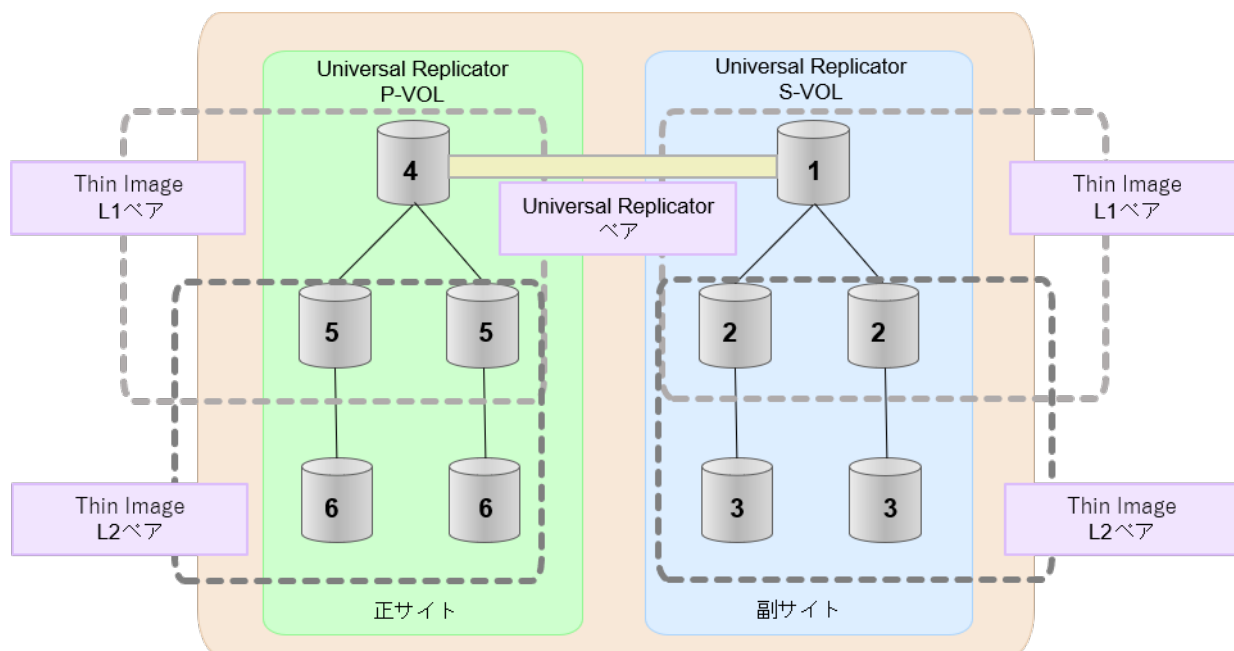 Universal Replicator
P-VOL
Universal Replicator
S-VOL
4
1
Thin Image
L1ペア
Universal Replicator
ペア
Thin Image
L1ペア
5
5
2
2
6
6
3
3
Thin Image
L2ペア
Thin Image
L2ペア
正サイト
副サイト